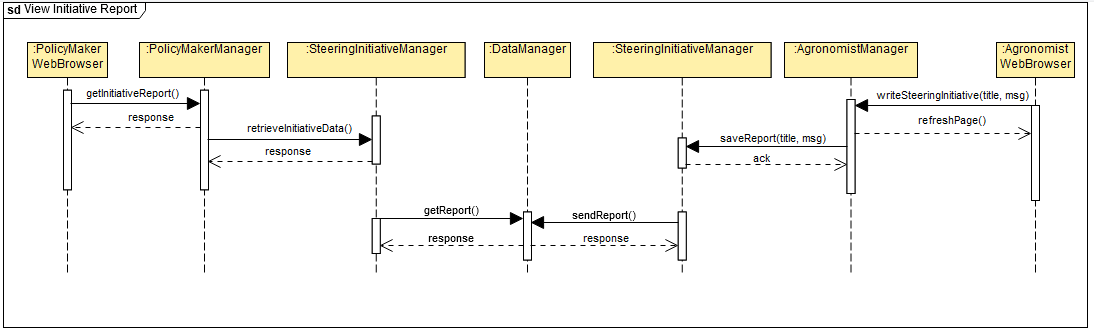 sd View Initiative Report
:PolicyMaker
WebBrowser
:PolicyMakerManager
:SteeringInitiativeManager
:DataManager
:SteeringInitiativeManager
:AgronomistManager
:Agronomist
WebBrowser
getInitiativeReport()
writeSteeringInitiative(title, msg)
response
refreshPage()
retrieveInitiativeData()
saveReport(title, msg)
response
ack
getReport()
sendReport()
response
response